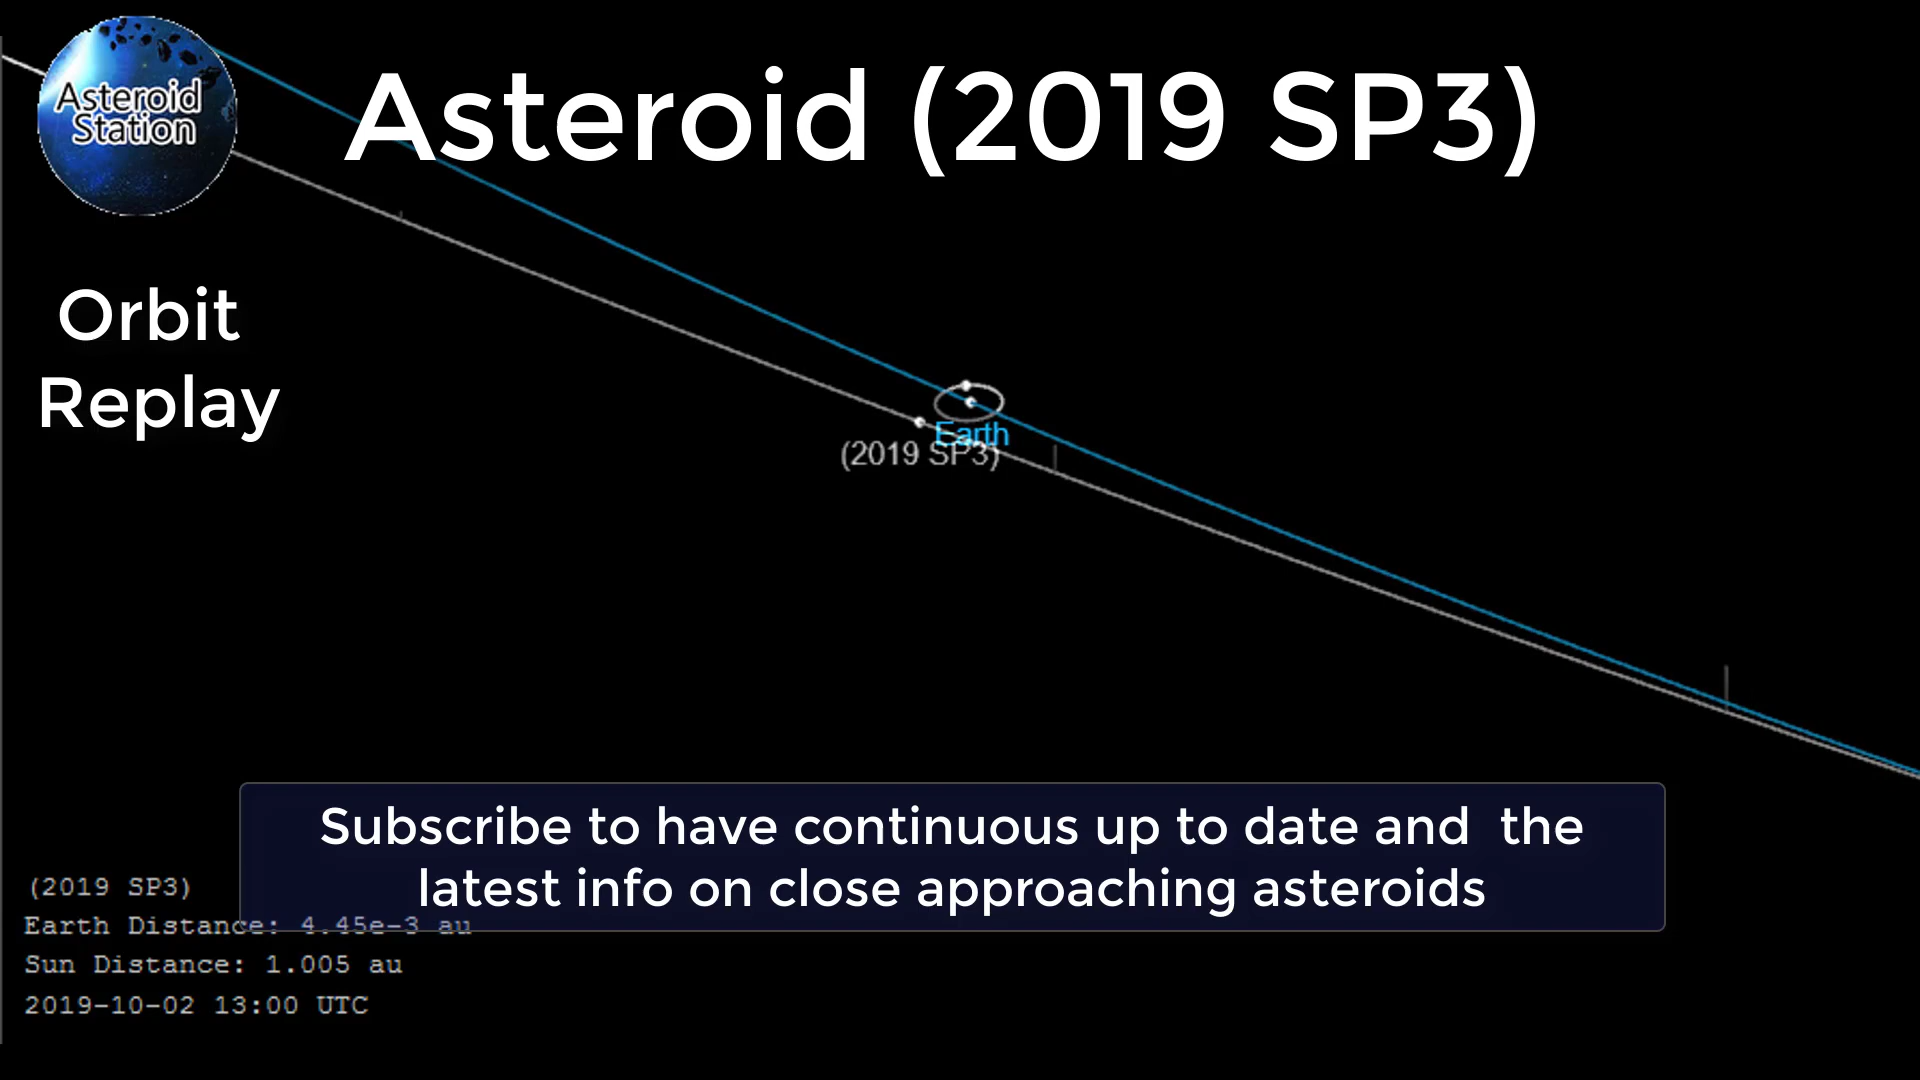 Asteroid
Station
Asteroid (2019 SP3)
Orbit
Replay
Earth
(2019 SP3)
Subscribe to have continuous up to date and  the
latest info on close approaching asteroids
(2019 SP3)
Earth Distance: 4.45e-3 au
Sun Distance: 1.005 au
2019-10-02 13:00 UTC